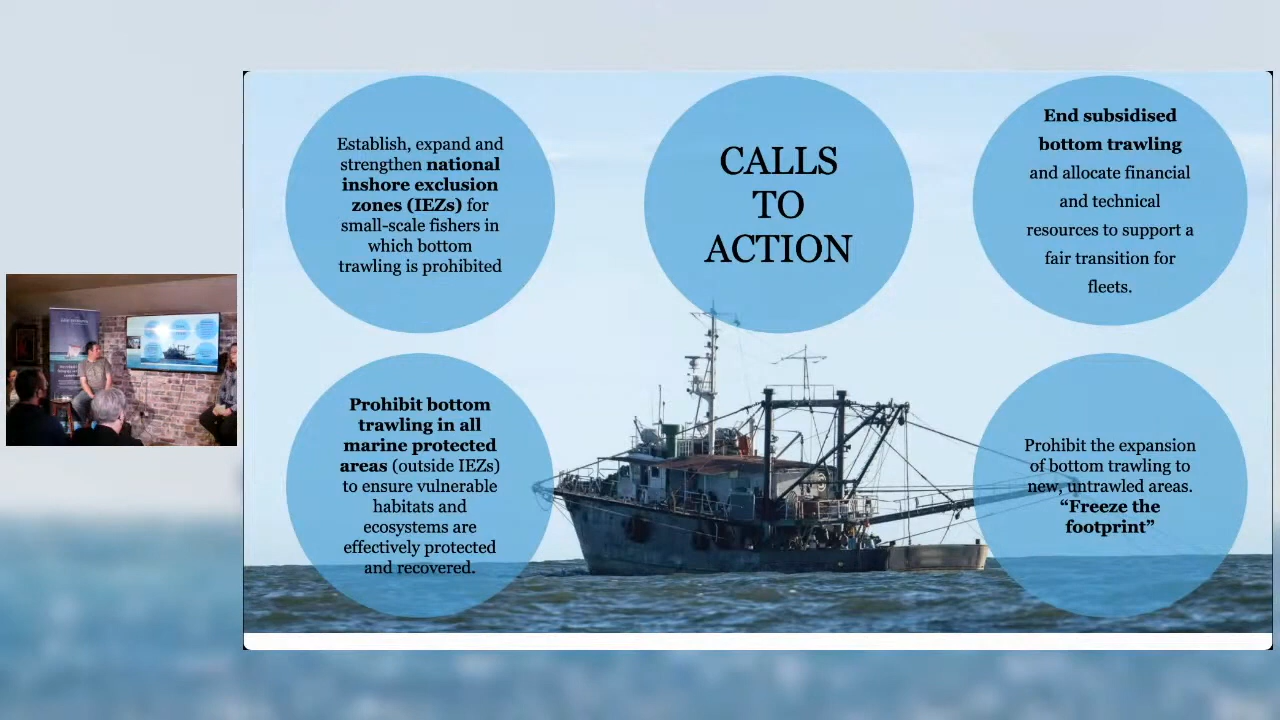 Establish, expand and
strengthen national
inshore exclusion
zones (IEZs) for
small-scale fishers in
which bottom
trawling is prohibited
CALLS
TO
ACTION
End subsidised
bottom trawling
and allocate financial
and technical
resources to support a
fair transition for
fleets.
Prohibit bottom
trawling in all
marine protected
areas (outside IEZs)
to ensure vulnerable
habitats and
ecosystems are
effectively protected
and recovered.
Prohibit the expansion
of bottom trawling to
new, untrawled areas.
“Freeze the
footprint”